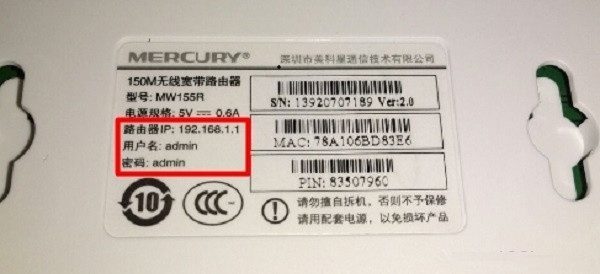 MERCURY® 深圳市美科星通信技术有限公司
150M无线宽带路由器
型号: MW155R
电源规格: 5V⎓0.6A
路由器IP: 192.168.1.1
用户名: admin
密码: admin
S/N: 13920707189 Ver:2.0
MAC: 78A106BD83E6
PIN: 83507960
10
CCC
请勿擅自拆机，否则不予保修
请用配套电源，以免损坏产品